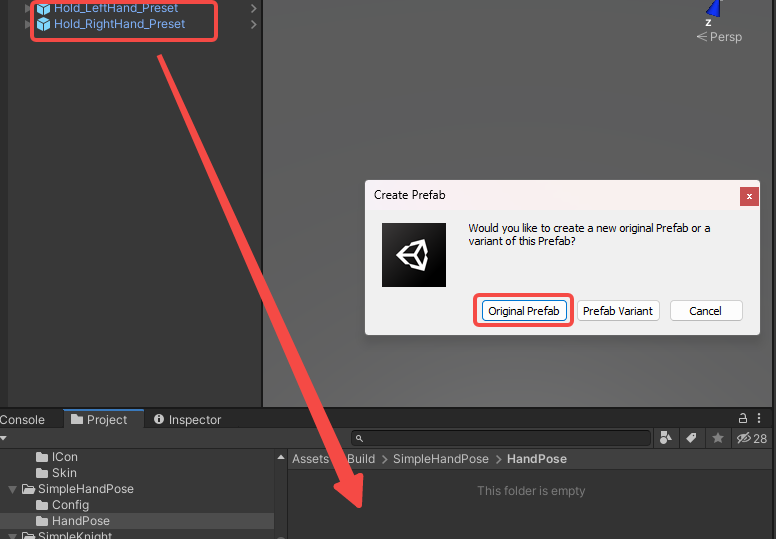 Hold_LeftHand_Preset
Hold_RightHand_Preset
z
Persp
Create Prefab
x
Would you like to create a new original Prefab or a
variant of this Prefab?
Original Prefab
Prefab Variant
Cancel
Console
Project
Inspector
28
ICon
Skin
SimpleHandPose
Config
HandPose
SimpleKnight
Assets > Build > SimpleHandPose > HandPose
This folder is empty